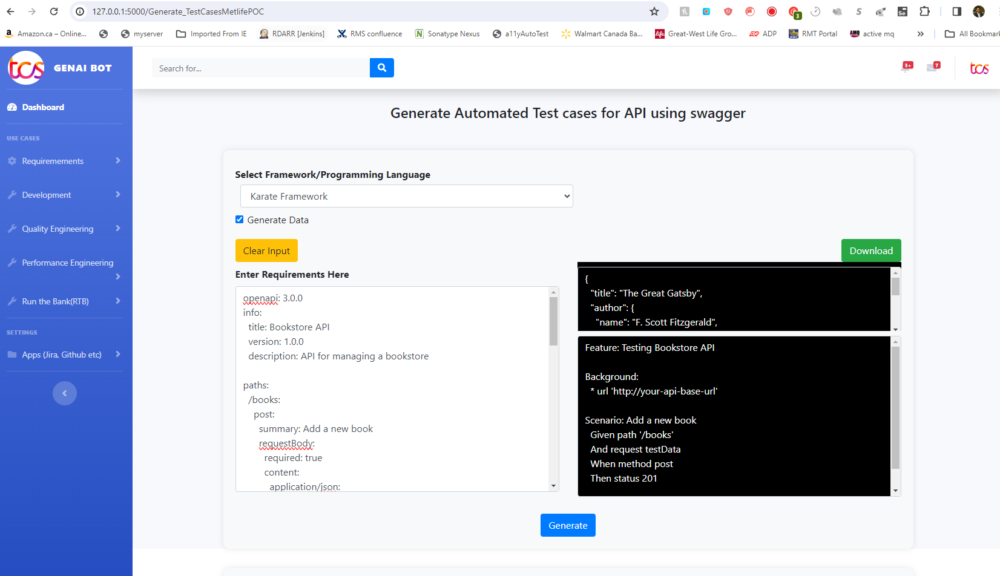 127.0.0.1:5000/Generate_TestCasesMetlifePOC
3
Se
Amazon.ca – Online...
myserver
Imported From IE
RDARR [Jenkins]
RMS confluence
Sonatype Nexus
a11yAutoTest
Walmart Canada Ba...
Great-West Life Gro...
ADP
RMT Portal
active mq
»
All Bookmark
tcs GENAI BOT
Search for...
3+
7
tcs
Dashboard
Generate Automated Test cases for API using swagger
USE CASES
Requiremements
Development
Quality Engineering
Performance Engineering
Run the Bank(RTB)
SETTINGS
Apps (Jira, Github etc)
Select Framework/Programming Language
Karate Framework
Generate Data
Clear Input
Download
Enter Requirements Here
openapi: 3.0.0
info:
title: Bookstore API
version: 1.0.0
description: API for managing a bookstore
paths:
/books:
post:
summary: Add a new book
requestBody:
required: true
content:
application/json:
{
"title": "The Great Gatsby",
"author": {
"name": "F. Scott Fitzgerald",
Feature: Testing Bookstore API
Background:
* url 'http://your-api-base-url'
Scenario: Add a new book
Given path '/books'
And request testData
When method post
Then status 201
Generate